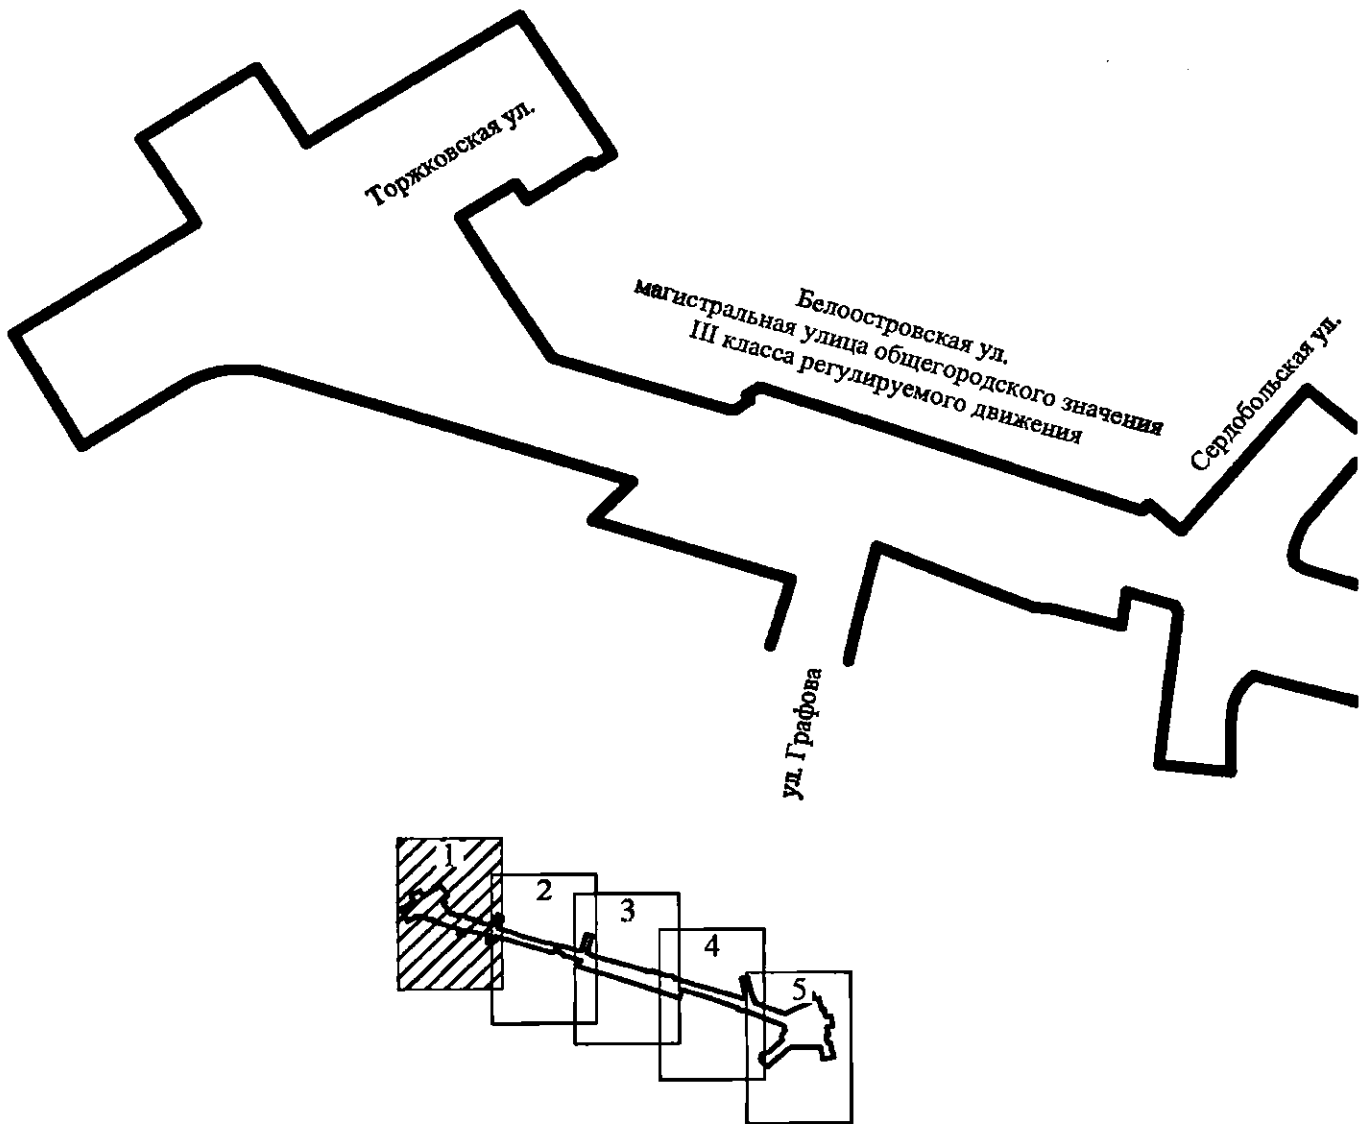 Торжковская ул.
Белоостровская ул.
магистральная улица общегородского значения
III класса регулируемого движения
Сердобольская ул.
ул. Графова
1
2
3
4
5